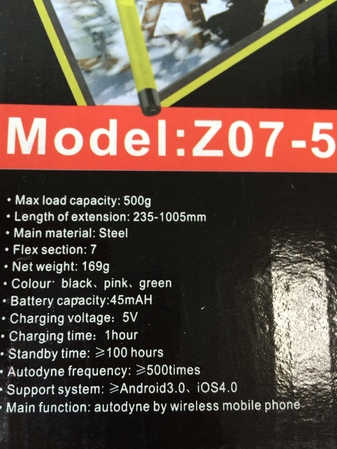 Model:Z07-5
• Max load capacity: 500g
• Length of extension: 235-1005mm
• Main material: Steel
• Flex section: 7
• Net weight: 169g
• Colour: black、pink、green
• Battery capacity:45mAH
• Charging voltage: 5V
• Charging time: 1hour
• Standby time: ≥100 hours
• Autodyne frequency: ≥500times
• Support system: ≥Android3.0、iOS4.0
• Main function: autodyne by wireless mobile phone